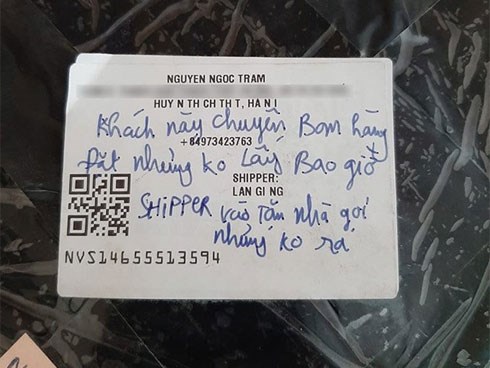 NGUYEN NGOC TRAM
HUY N TH CH TH T, HA N I
Khách này chuyên Bom hàng
+84973423763
Đặt nhưng ko Lấy Bao giờ
SHIPPER:
LAN GI NG
SHIPPER vào tận nhà gọi
nhưng ko ra
NVS14655513594